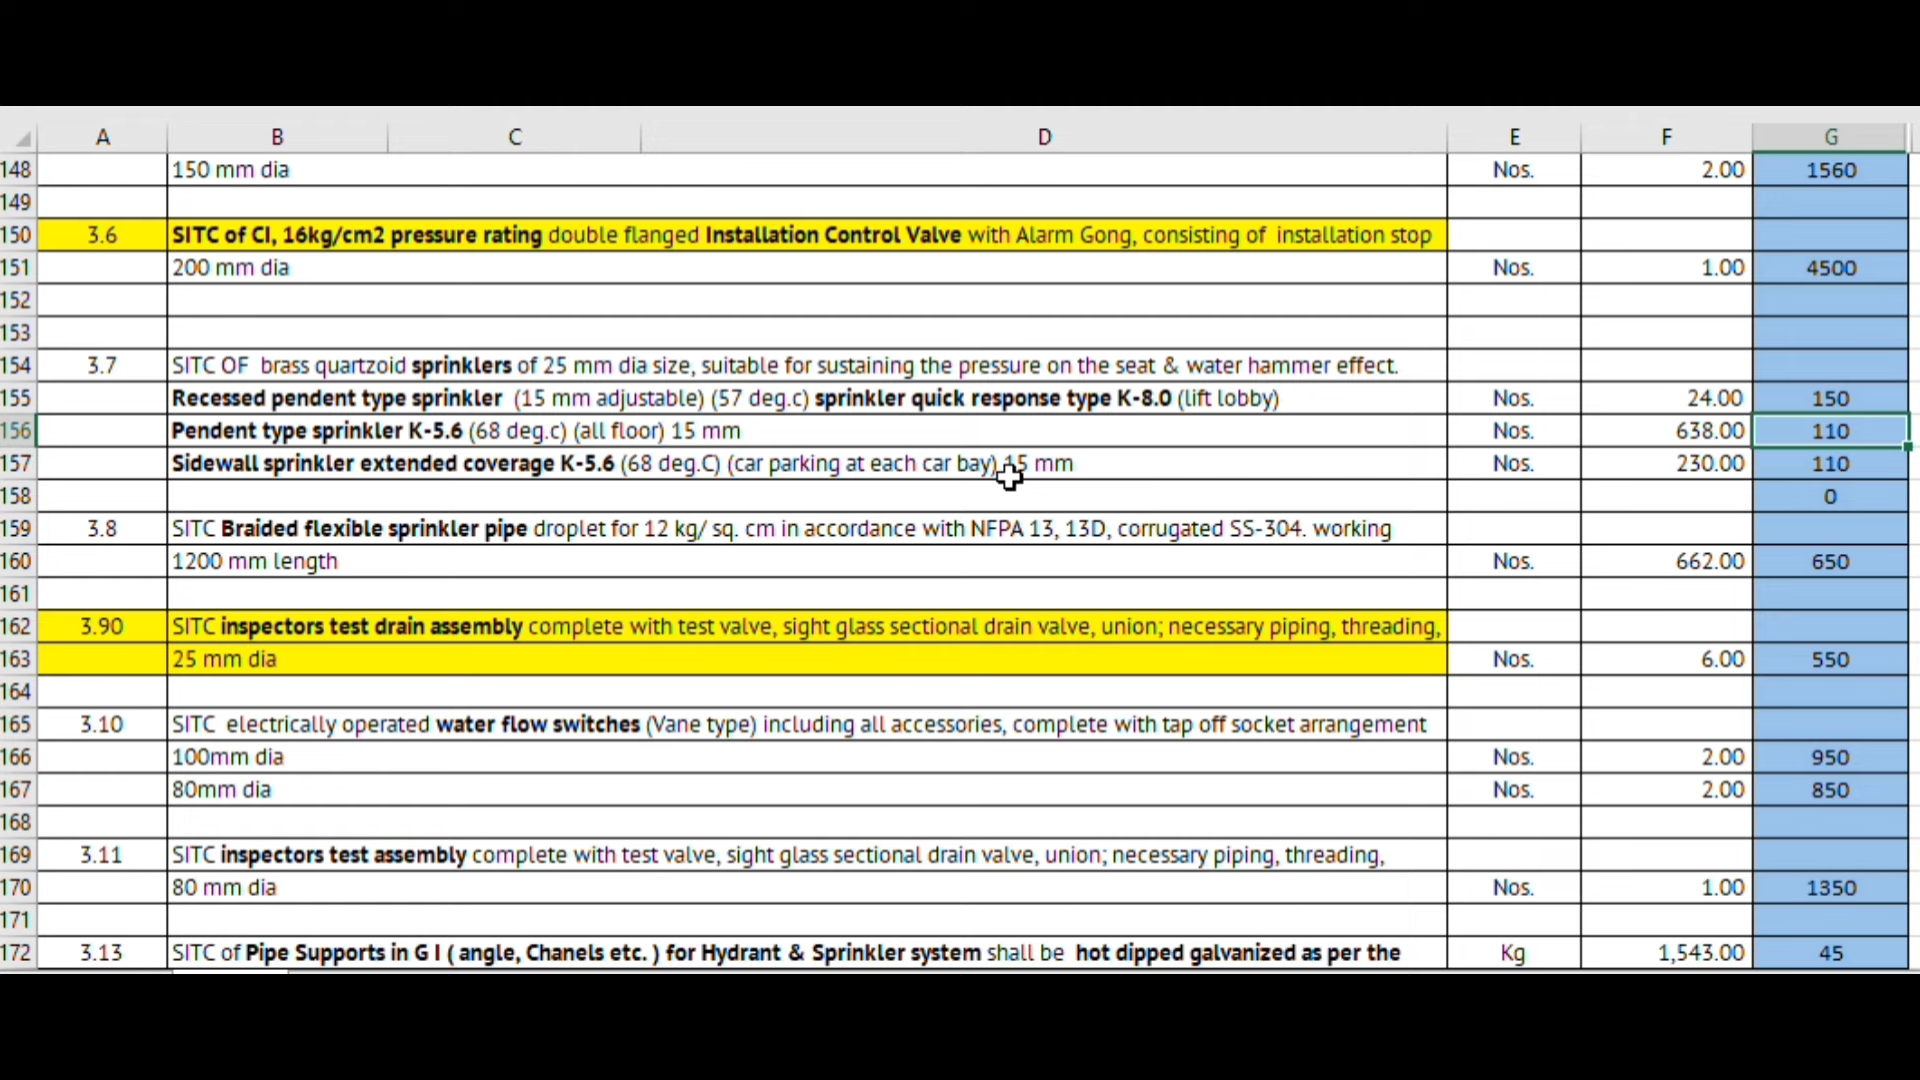 A B C D E F G
148 150 mm dia Nos. 2.00 1560
149
150 3.6 SITC of CI, 16kg/cm2 pressure rating double flanged Installation Control Valve with Alarm Gong, consisting of installation stop
151 200 mm dia Nos. 1.00 4500
152
153
154 3.7 SITC OF brass quartzoid sprinklers of 25 mm dia size, suitable for sustaining the pressure on the seat & water hammer effect.
155 Recessed pendent type sprinkler (15 mm adjustable) (57 deg.c) sprinkler quick response type K-8.0 (lift lobby) Nos. 24.00 150
156 Pendent type sprinkler K-5.6 (68 deg.c) (all floor) 15 mm Nos. 638.00 110
157 Sidewall sprinkler extended coverage K-5.6 (68 deg.C) (car parking at each car bay) 15 mm Nos. 230.00 110
158 0
159 3.8 SITC Braided flexible sprinkler pipe droplet for 12 kg/ sq. cm in accordance with NFPA 13, 13D, corrugated SS-304. working
160 1200 mm length Nos. 662.00 650
161
162 3.90 SITC inspectors test drain assembly complete with test valve, sight glass sectional drain valve, union; necessary piping, threading,
163 25 mm dia Nos. 6.00 550
164
165 3.10 SITC electrically operated water flow switches (Vane type) including all accessories, complete with tap off socket arrangement
166 100mm dia Nos. 2.00 950
167 80mm dia Nos. 2.00 850
168
169 3.11 SITC inspectors test assembly complete with test valve, sight glass sectional drain valve, union; necessary piping, threading,
170 80 mm dia Nos. 1.00 1350
171
172 3.13 SITC of Pipe Supports in G I ( angle, Chanels etc. ) for Hydrant & Sprinkler system shall be hot dipped galvanized as per the Kg 1,543.00 45